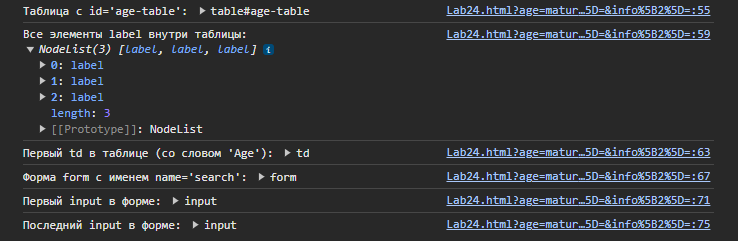 Таблица с id='age-table': ▶ table#age-table Lab24.html?age=matur…5D=&info%5B2%5D=:55
Все элементы label внутри таблицы: Lab24.html?age=matur…5D=&info%5B2%5D=:59
▼ NodeList(3) [label, label, label] i
▶ 0: label
▶ 1: label
▶ 2: label
length: 3
▶ [[Prototype]]: NodeList
Первый td в таблице (со словом 'Age'): ▶ td Lab24.html?age=matur…5D=&info%5B2%5D=:63
Форма form с именем name='search': ▶ form Lab24.html?age=matur…5D=&info%5B2%5D=:67
Первый input в форме: ▶ input Lab24.html?age=matur…5D=&info%5B2%5D=:71
Последний input в форме: ▶ input Lab24.html?age=matur…5D=&info%5B2%5D=:75